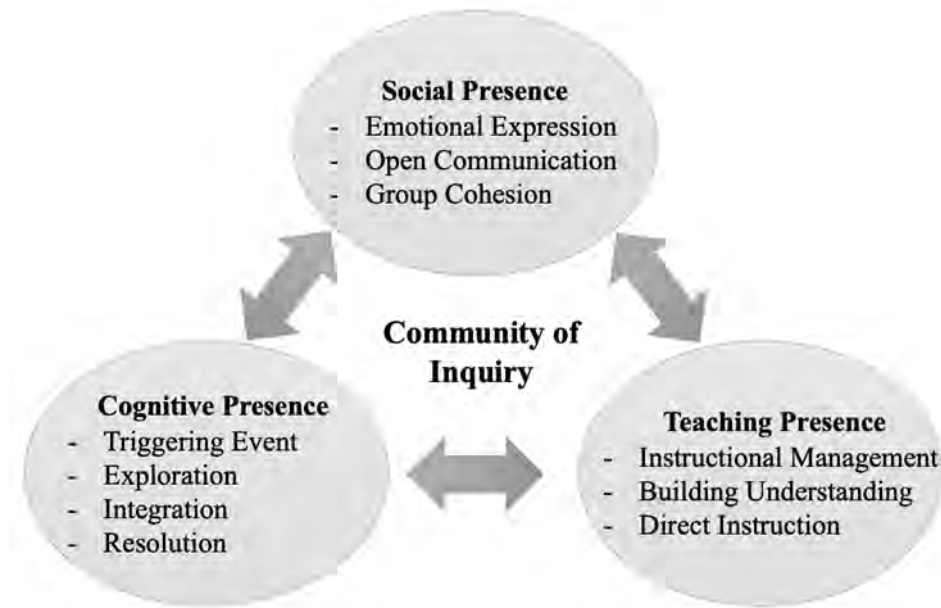 Social Presence
- Emotional Expression
- Open Communication
- Group Cohesion
Community of
Inquiry
Cognitive Presence
- Triggering Event
- Exploration
- Integration
- Resolution
Teaching Presence
- Instructional Management
- Building Understanding
- Direct Instruction